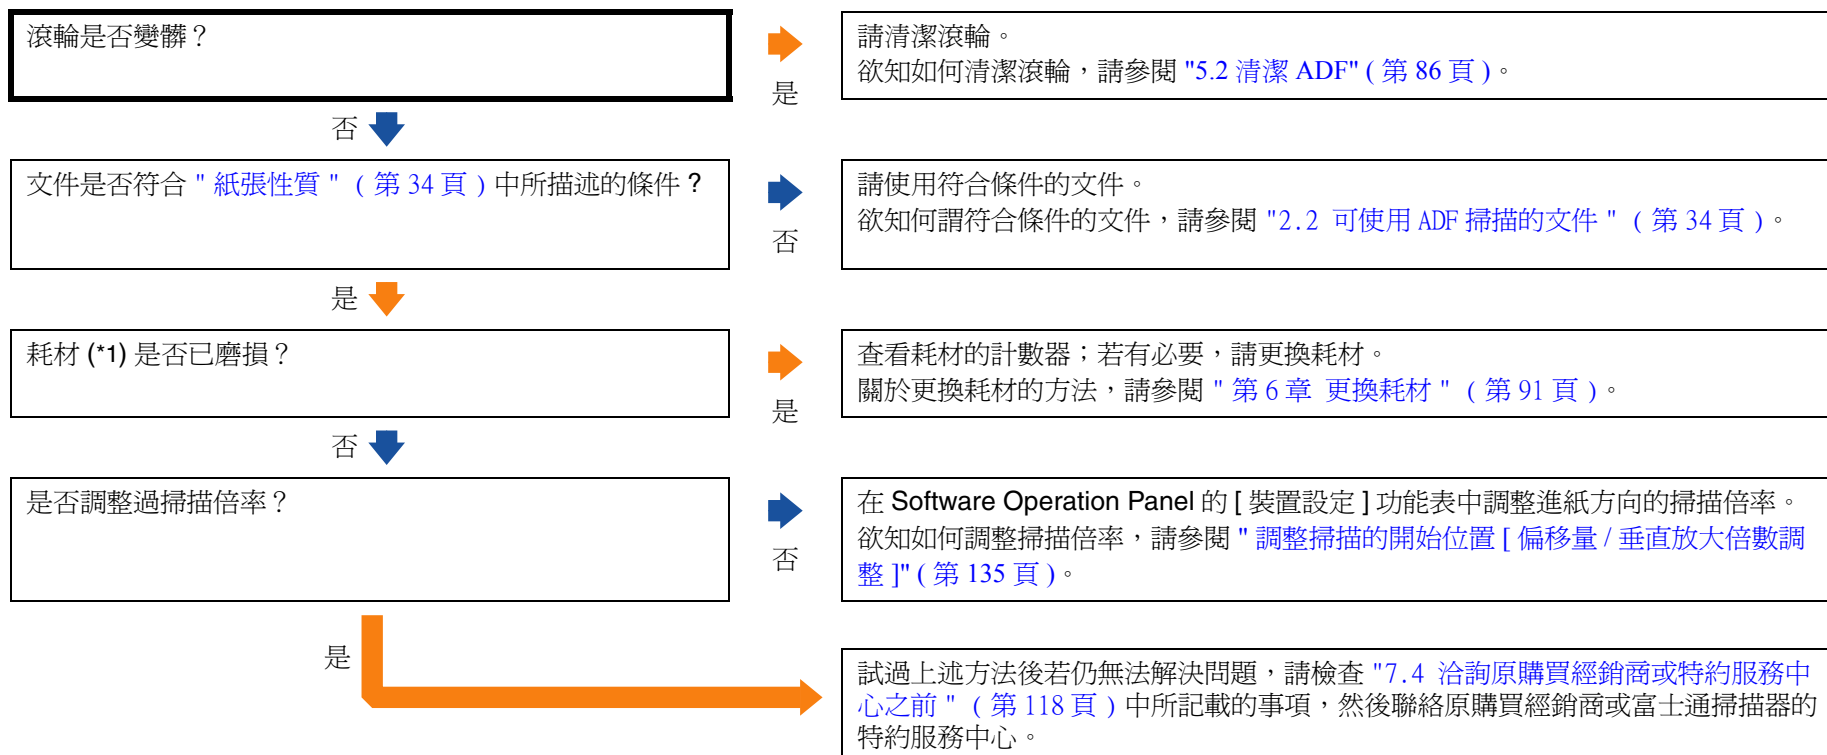 滾輪是否變髒？
是
請清潔滾輪。
欲知如何清潔滾輪，請參閱 "5.2 清潔 ADF" ( 第 86 頁 )。
否
文件是否符合 " 紙張性質 " ( 第 34 頁 ) 中所描述的條件 ?
否
請使用符合條件的文件。
欲知何謂符合條件的文件，請參閱 "2.2 可使用 ADF 掃描的文件 " ( 第 34 頁 )。
是
耗材 (*1) 是否已磨損？
是
查看耗材的計數器；若有必要，請更換耗材。
關於更換耗材的方法，請參閱 " 第 6 章 更換耗材 " ( 第 91 頁 )。
否
是否調整過掃描倍率？
否
在 Software Operation Panel 的 [ 裝置設定 ] 功能表中調整進紙方向的掃描倍率。
欲知如何調整掃描倍率，請參閱 " 調整掃描的開始位置 [ 偏移量 / 垂直放大倍數調
整 ]" ( 第 135 頁 )。
是
試過上述方法後若仍無法解決問題，請檢查 "7.4 洽詢原購買經銷商或特約服務中
心之前 " ( 第 118 頁 ) 中所記載的事項，然後聯絡原購買經銷商或富士通掃描器的
特約服務中心。